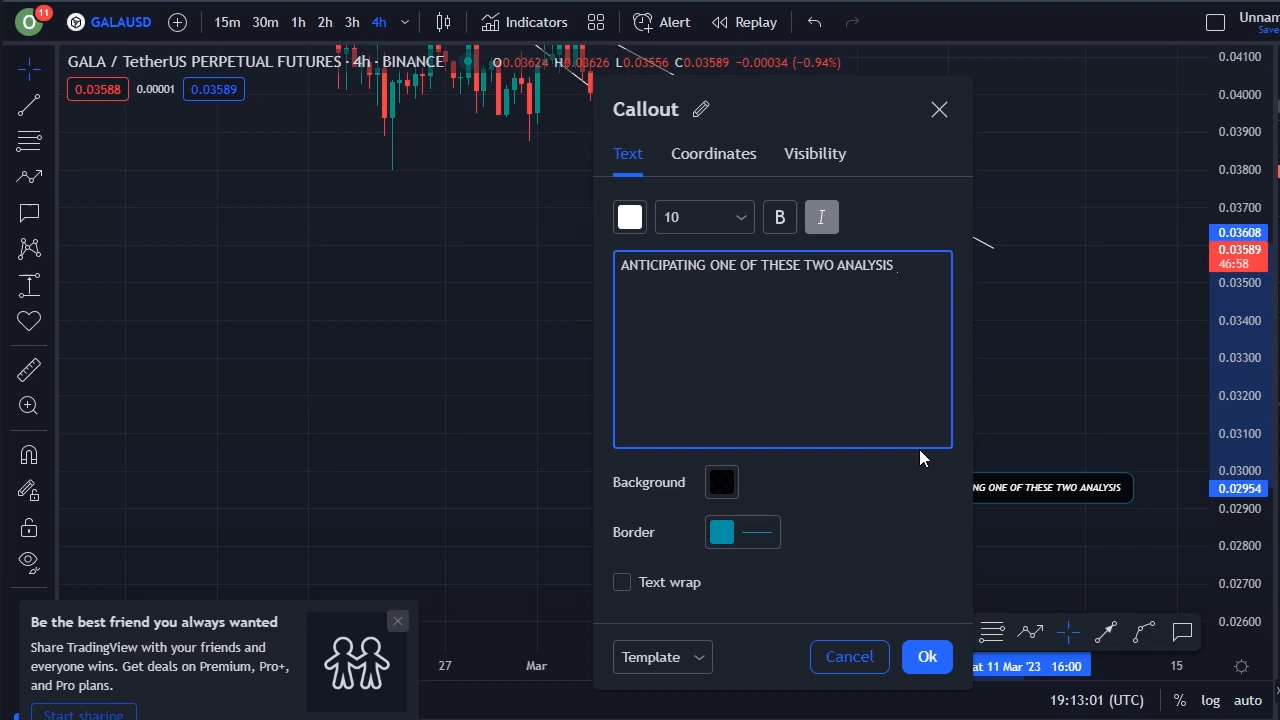 O 11 GALAUSD 15m 30m 1h 2h 3h 4h Indicators Alert Replay Unnam
Save
GALA / TetherUS PERPETUAL FUTURES · 4h · BINANCE O0.03624 H0.03626 L0.03556 C0.03589 −0.00034 (−0.94%)
0.03588 0.00001 0.03589
Callout
Text Coordinates Visibility
10 B I
ANTICIPATING ONE OF THESE TWO ANALYSIS
Background
Border
Text wrap
Template Cancel Ok
NG ONE OF THESE TWO ANALYSIS
0.04100
0.04000
0.03900
0.03800
0.03700
0.03608
0.03589
46:58
0.03500
0.03400
0.03300
0.03200
0.03100
0.03000
0.02954
0.02900
0.02800
0.02700
0.02600
Be the best friend you always wanted
Share TradingView with your friends and
everyone wins. Get deals on Premium, Pro+,
and Pro plans.
Start sharing
27 Mar at 11 Mar '23 16:00 15
19:13:01 (UTC) % log auto